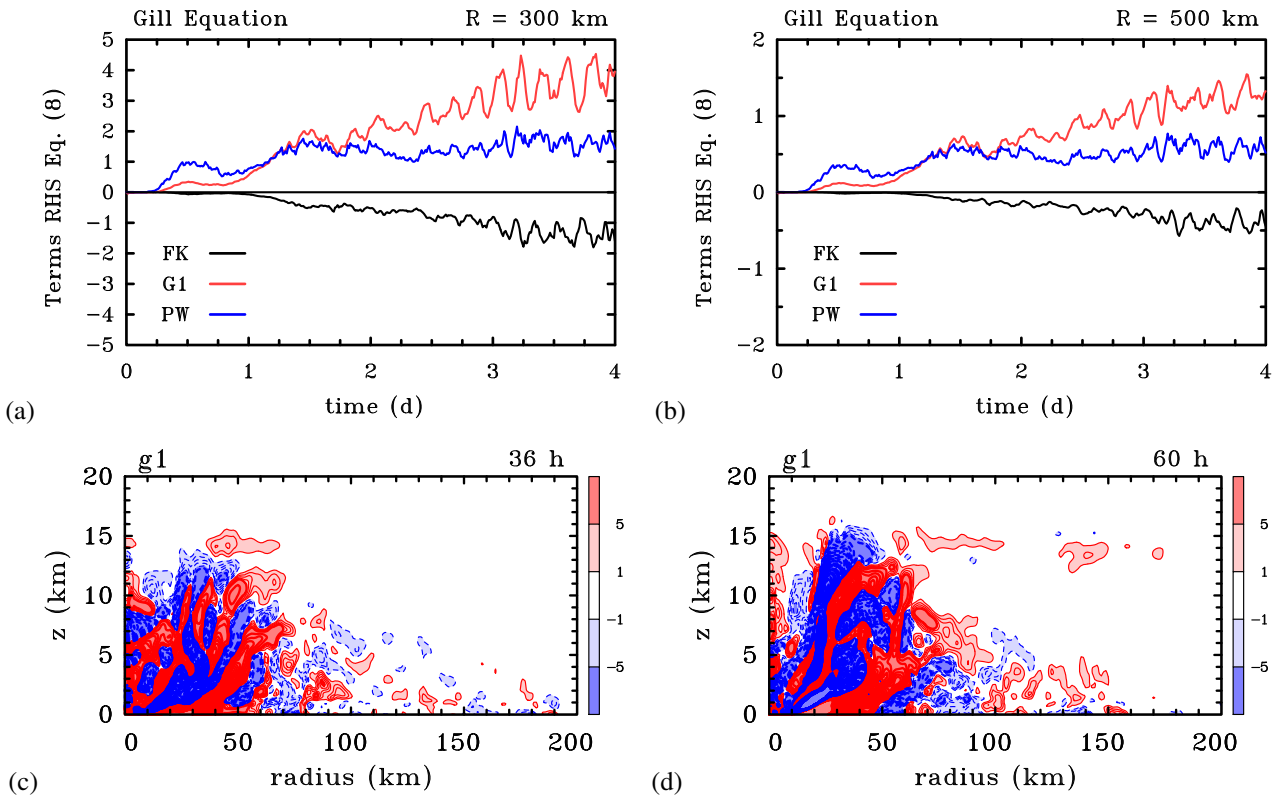 Gill Equation R = 300 km
5
4
3
2
1
0
−1
−2
−3
−4
−5
Terms RHS Eq. (8)
FK
G1
PW
0 1 2 3 4
time (d)
(a)
Gill Equation R = 500 km
2
1
0
−1
−2
Terms RHS Eq. (8)
FK
G1
PW
0 1 2 3 4
time (d)
(b)
g1 36 h
20
15
10
5
0
z (km)
0 50 100 150 200
radius (km)
5
1
−1
−5
(c)
g1 60 h
20
15
10
5
0
z (km)
0 50 100 150 200
radius (km)
5
1
−1
−5
(d)